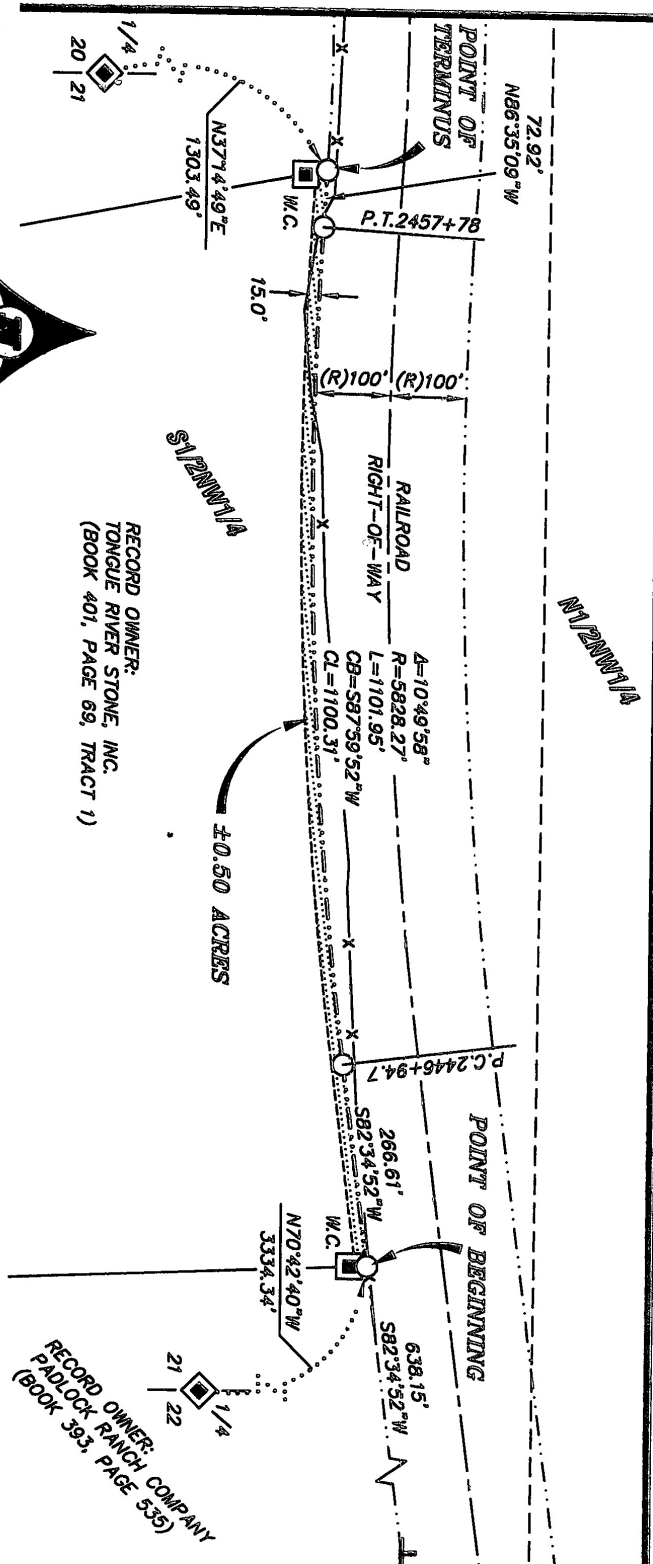 POINT OF
TERMINUS
72.92'
N86°35'09"W
1/4
20 21
N37°14'49"E
1303.49'
W.C.
P.T.2457+78
15.0'
(R)100'
(R)100'
S1/2NW1/4
N1/2NW1/4
RAILROAD
RIGHT-OF-WAY
Δ=10°49'58"
R=5828.27'
L=1101.95'
CB=S87°59'52"W
CL=1100.31'
RECORD OWNER:
TONGUE RIVER STONE, INC.
(BOOK 401, PAGE 69, TRACT 1)
±0.50 ACRES
P.C.2446+94.7
266.61'
S82°34'52"W
POINT OF BEGINNING
W.C.
N70°42'40"W
3334.34'
638.15'
S82°34'52"W
1/4
21 22
RECORD OWNER:
PADLOCK RANCH COMPANY
(BOOK 393, PAGE 535)
X
X
X
X
X